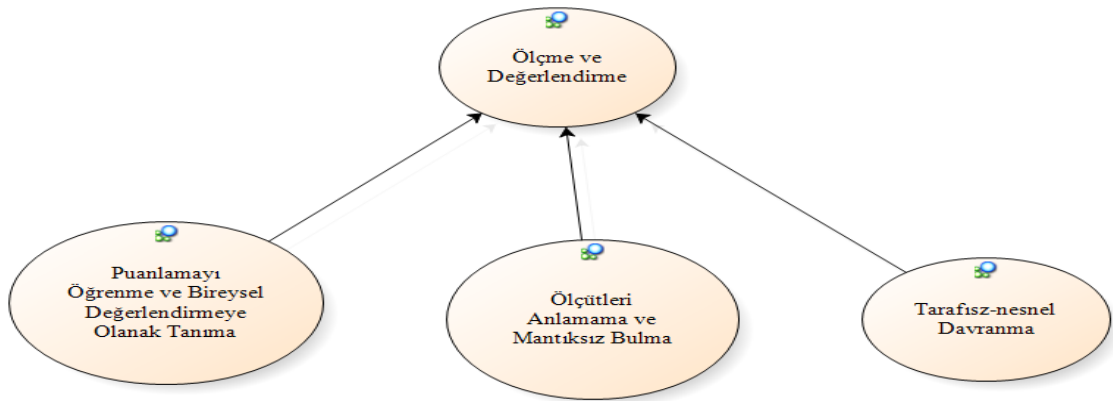 Ölçme ve
Değerlendirme
Puanlamayı
Öğrenme ve Bireysel
Değerlendirmeye
Olanak Tanıma
Ölçütleri
Anlamama ve
Mantıksız Bulma
Tarafısz-nesnel
Davranma